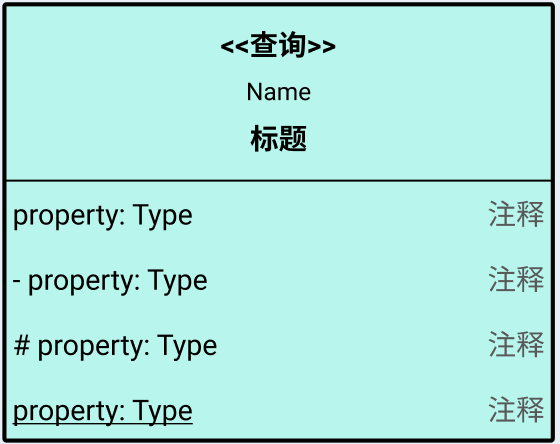 <<查询>>
Name
标题
property: Type 注释
- property: Type 注释
# property: Type 注释
property: Type 注释